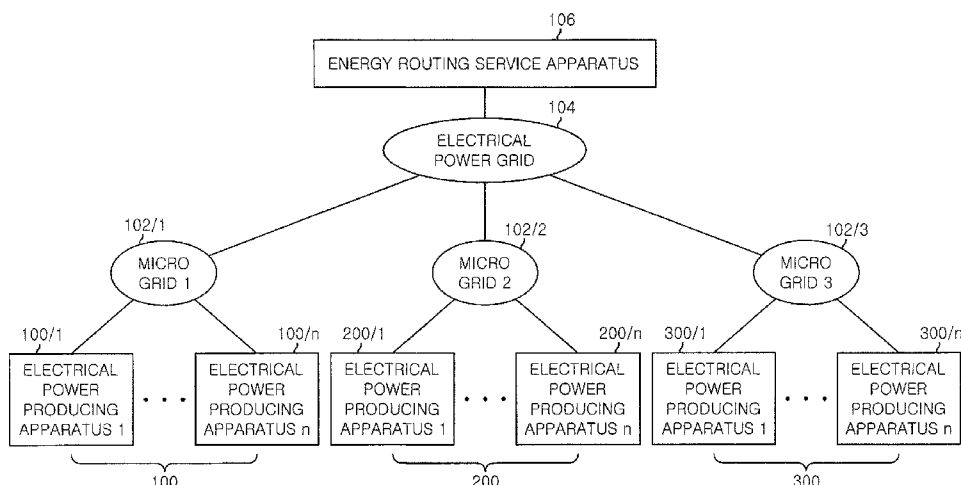 106
ENERGY ROUTING SERVICE APPARATUS
104
ELECTRICAL
POWER GRID
102/1
MICRO
GRID 1
102/2
MICRO
GRID 2
102/3
MICRO
GRID 3
100/1
ELECTRICAL
POWER
PRODUCING
APPARATUS 1
• • • •
100/n
ELECTRICAL
POWER
PRODUCING
APPARATUS n
200/1
ELECTRICAL
POWER
PRODUCING
APPARATUS 1
• • • •
200/n
ELECTRICAL
POWER
PRODUCING
APPARATUS n
300/1
ELECTRICAL
POWER
PRODUCING
APPARATUS 1
• • • •
300/n
ELECTRICAL
POWER
PRODUCING
APPARATUS n
100
200
300